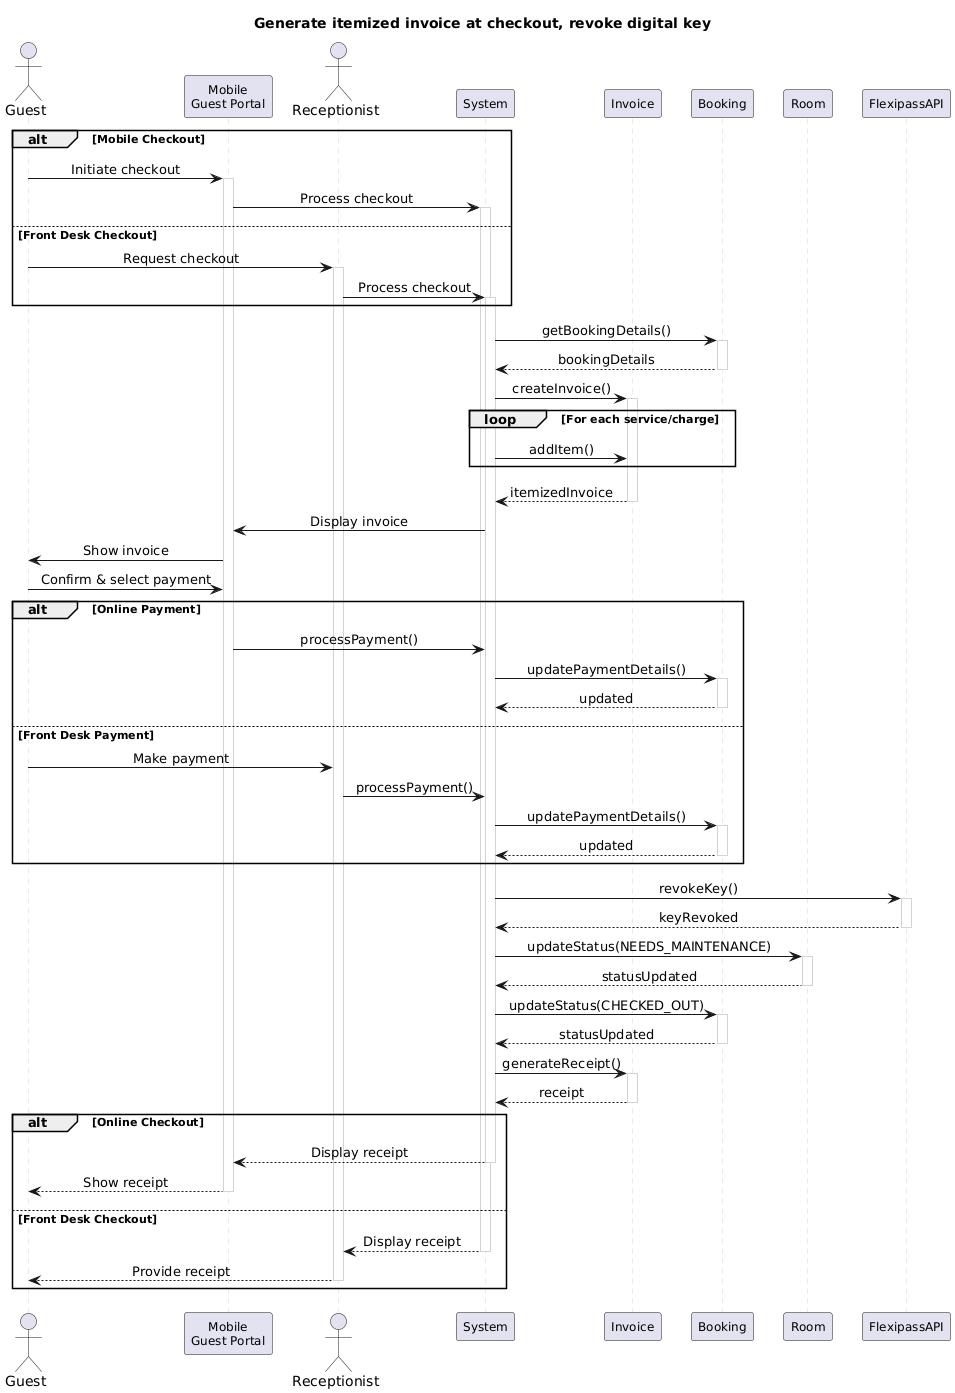 Generate itemized invoice at checkout, revoke digital key
Guest
Mobile
Guest Portal
Receptionist
System
Invoice
Booking
Room
FlexipassAPI
alt [Mobile Checkout]
Initiate checkout
Process checkout
[Front Desk Checkout]
Request checkout
Process checkout
getBookingDetails()
bookingDetails
createInvoice()
loop [For each service/charge]
addItem()
itemizedInvoice
Display invoice
Show invoice
Confirm & select payment
alt [Online Payment]
processPayment()
updatePaymentDetails()
updated
[Front Desk Payment]
Make payment
processPayment()
updatePaymentDetails()
updated
revokeKey()
keyRevoked
updateStatus(NEEDS_MAINTENANCE)
statusUpdated
updateStatus(CHECKED_OUT)
statusUpdated
generateReceipt()
receipt
alt [Online Checkout]
Display receipt
Show receipt
[Front Desk Checkout]
Display receipt
Provide receipt
Guest
Mobile
Guest Portal
Receptionist
System
Invoice
Booking
Room
FlexipassAPI